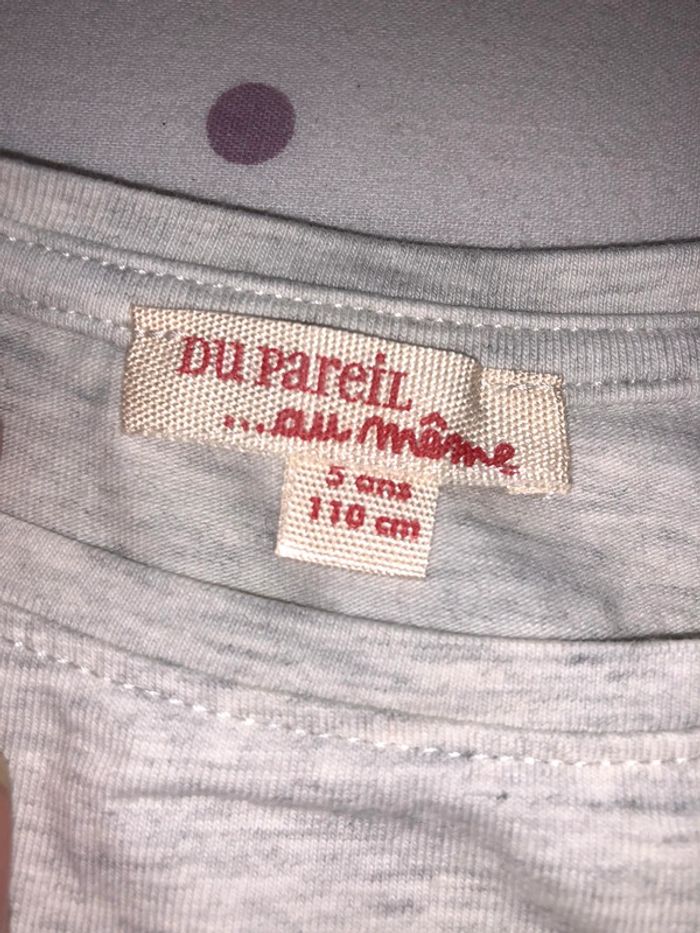 DU PareiL
...au même
5 ans
110 cm